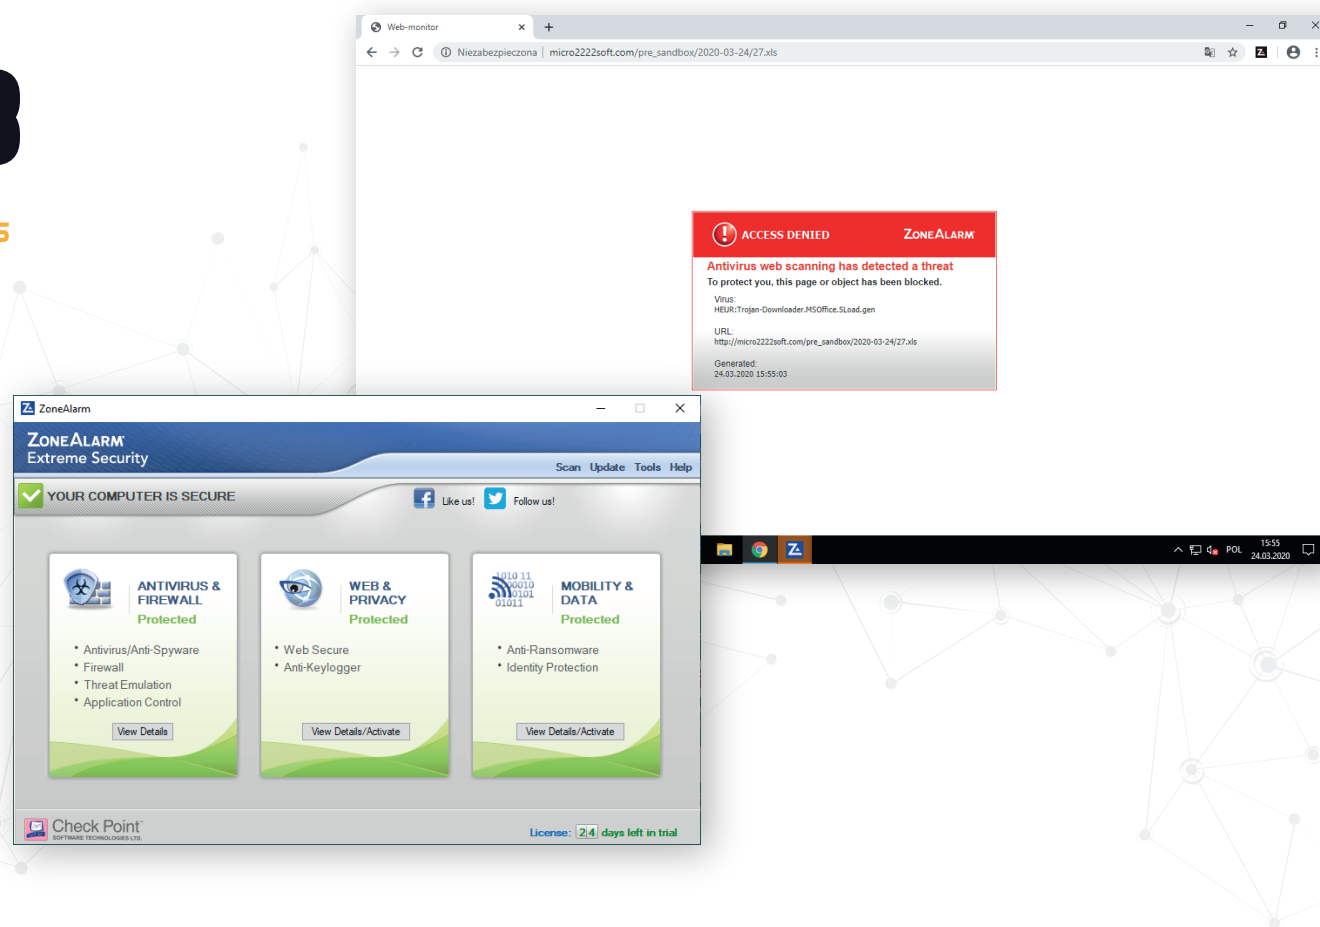 Web-monitor
Niezabezpieczona | micro2222soft.com/pre_sandbox/2020-03-24/27.xls
s
ACCESS DENIED
ZONEALARM
Antivirus web scanning has detected a threat
To protect you, this page or object has been blocked.
Virus:
HEUR:Trojan-Downloader.MSOffice.SLoad.gen
URL:
http://micro2222soft.com/pre_sandbox/2020-03-24/27.xls
Generated:
24.03.2020 15:55:03
POL
15:55
24.03.2020
ZoneAlarm
ZONEALARM
Extreme Security
Scan Update Tools Help
YOUR COMPUTER IS SECURE
Like us!
Follow us!
ANTIVIRUS &
FIREWALL
Protected
• Antivirus/Anti-Spyware
• Firewall
• Threat Emulation
• Application Control
View Details
WEB &
PRIVACY
Protected
• Web Secure
• Anti-Keylogger
View Details/Activate
1010 11
00010
0101
01011
MOBILITY &
DATA
Protected
• Anti-Ransomware
• Identity Protection
View Details/Activate
Check Point™
SOFTWARE TECHNOLOGIES LTD.
License: 24 days left in trial